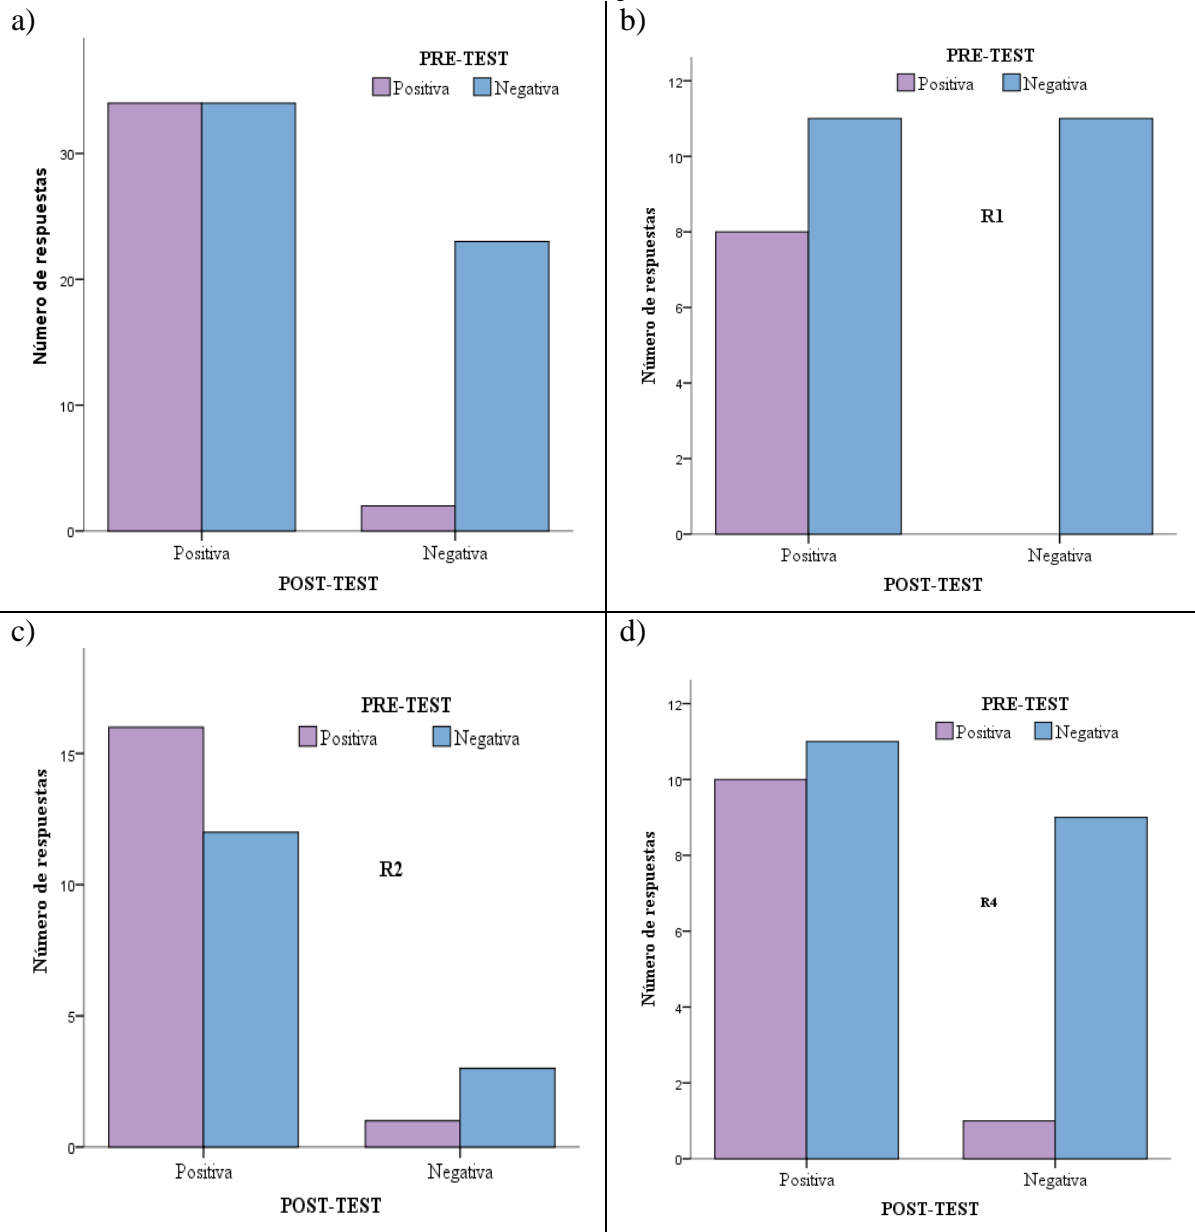 a)
PRE-TEST
Positiva Negativa
Número de respuestas
30
20
10
0
Positiva Negativa
POST-TEST
b)
PRE-TEST
Positiva Negativa
Número de respuestas
12
10
8
6
4
2
0
R1
Positiva Negativa
POST-TEST
c)
PRE-TEST
Positiva Negativa
Número de respuestas
15
10
5
0
R2
Positiva Negativa
POST-TEST
d)
PRE-TEST
Positiva Negativa
Número de respuestas
12
10
8
6
4
2
0
R4
Positiva Negativa
POST-TEST